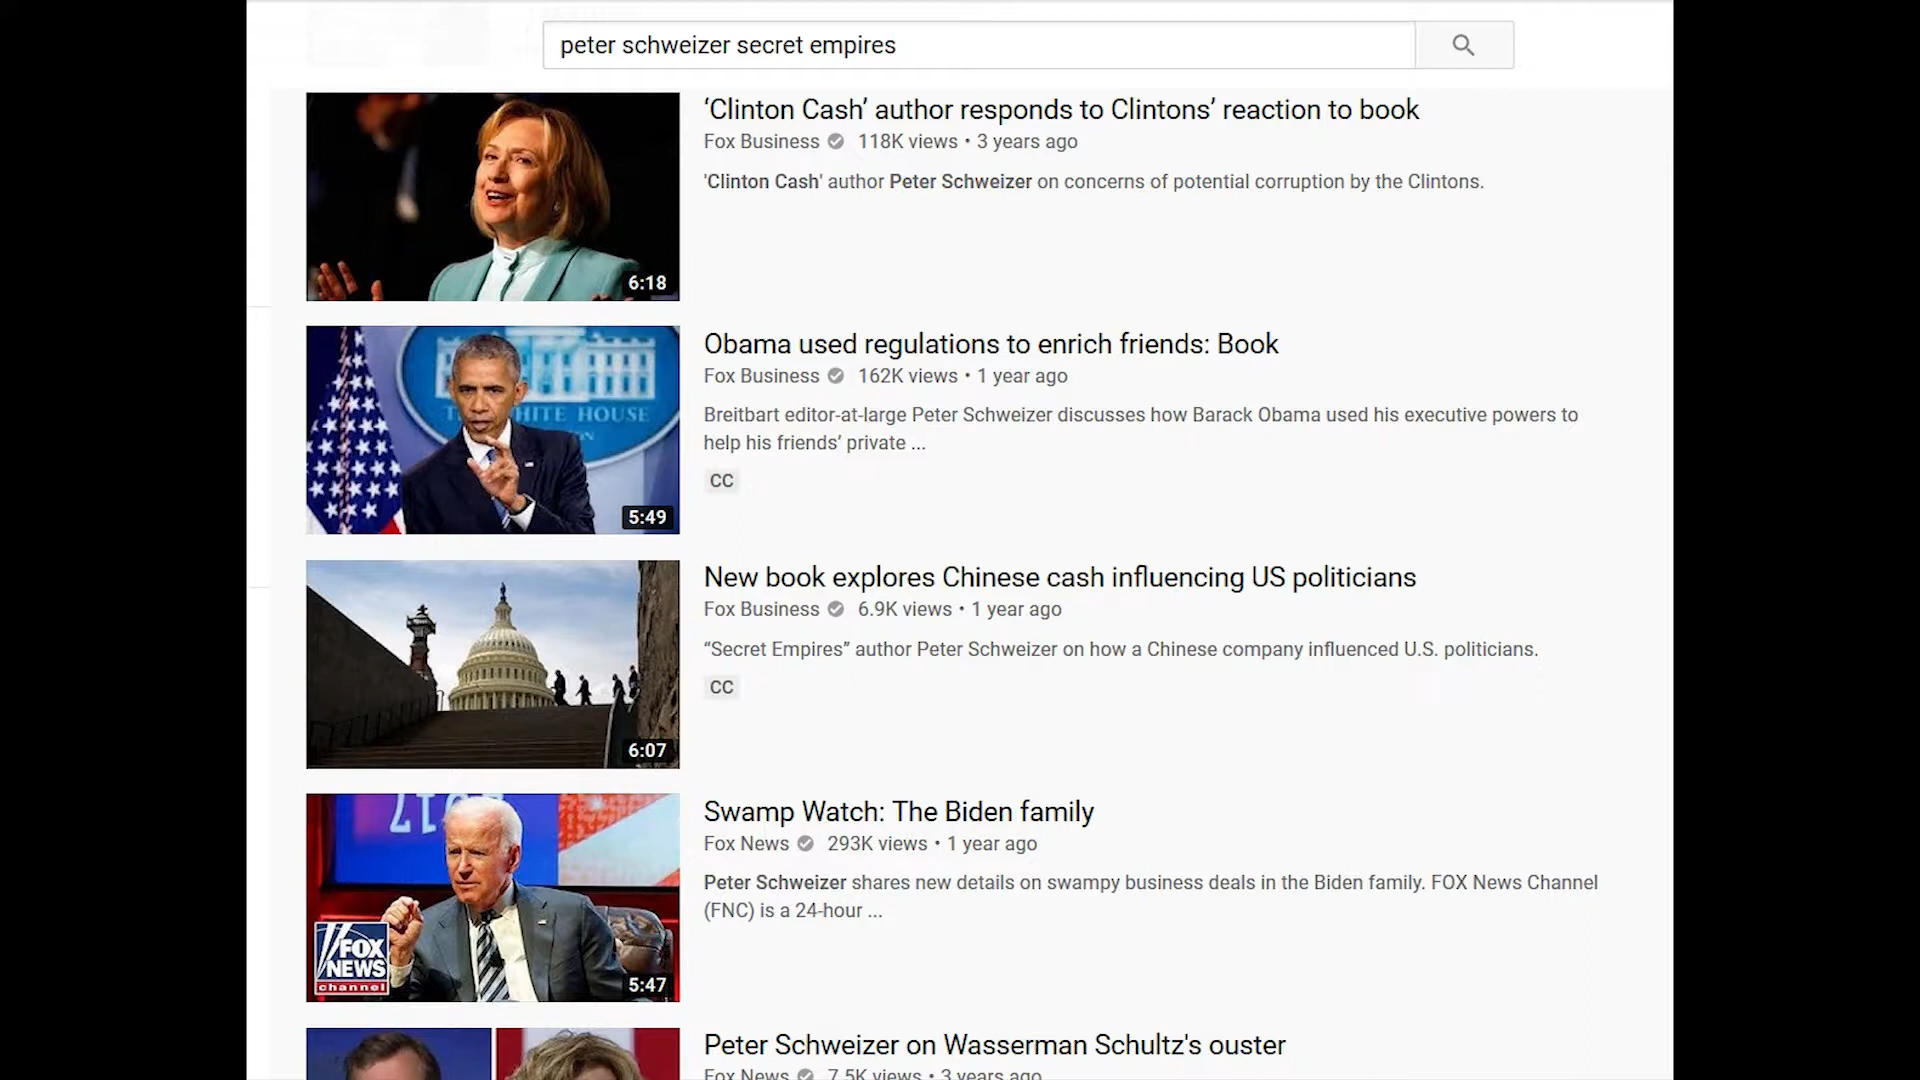 peter schweizer secret empires
‘Clinton Cash’ author responds to Clintons’ reaction to book
Fox Business 118K views • 3 years ago
'Clinton Cash' author Peter Schweizer on concerns of potential corruption by the Clintons.
6:18
Obama used regulations to enrich friends: Book
Fox Business 162K views • 1 year ago
Breitbart editor-at-large Peter Schweizer discusses how Barack Obama used his executive powers to
help his friends’ private ...
CC
THE WHITE HOUSE
5:49
New book explores Chinese cash influencing US politicians
Fox Business 6.9K views • 1 year ago
“Secret Empires” author Peter Schweizer on how a Chinese company influenced U.S. politicians.
CC
6:07
Swamp Watch: The Biden family
Fox News 293K views • 1 year ago
Peter Schweizer shares new details on swampy business deals in the Biden family. FOX News Channel
(FNC) is a 24-hour ...
FOX
NEWS
channel
5:47
Peter Schweizer on Wasserman Schultz's ouster
Fox News 7.5K views • 3 years ago